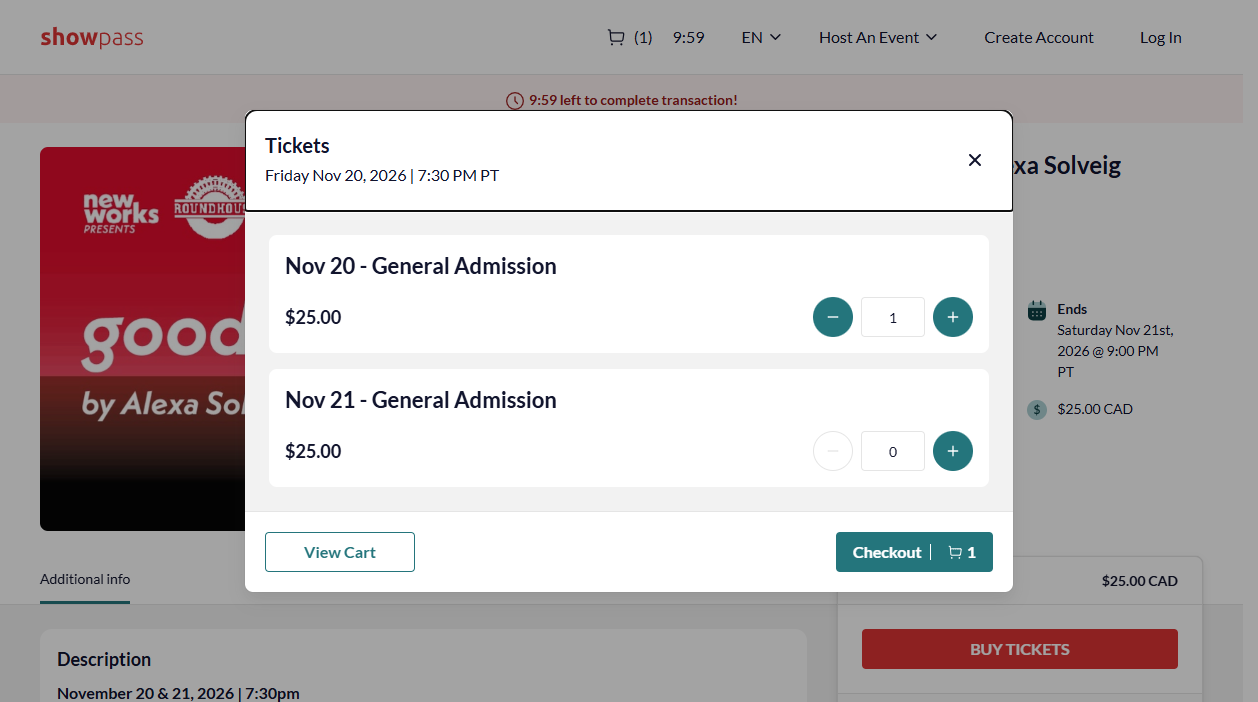 showpass
(1) 9:59 EN Host An Event Create Account Log In
9:59 left to complete transaction!
Tickets
Friday Nov 20, 2026 | 7:30 PM PT
Nov 20 - General Admission
$25.00
1
Nov 21 - General Admission
$25.00
0
View Cart
Checkout 1
new
works
PRESENTS
good
by Alexa
Solveig
Ends
Saturday Nov 21st,
2026 @ 9:00 PM
PT
$ $25.00 CAD
Additional info
$25.00 CAD
BUY TICKETS
Description
November 20 & 21, 2026 | 7:30pm